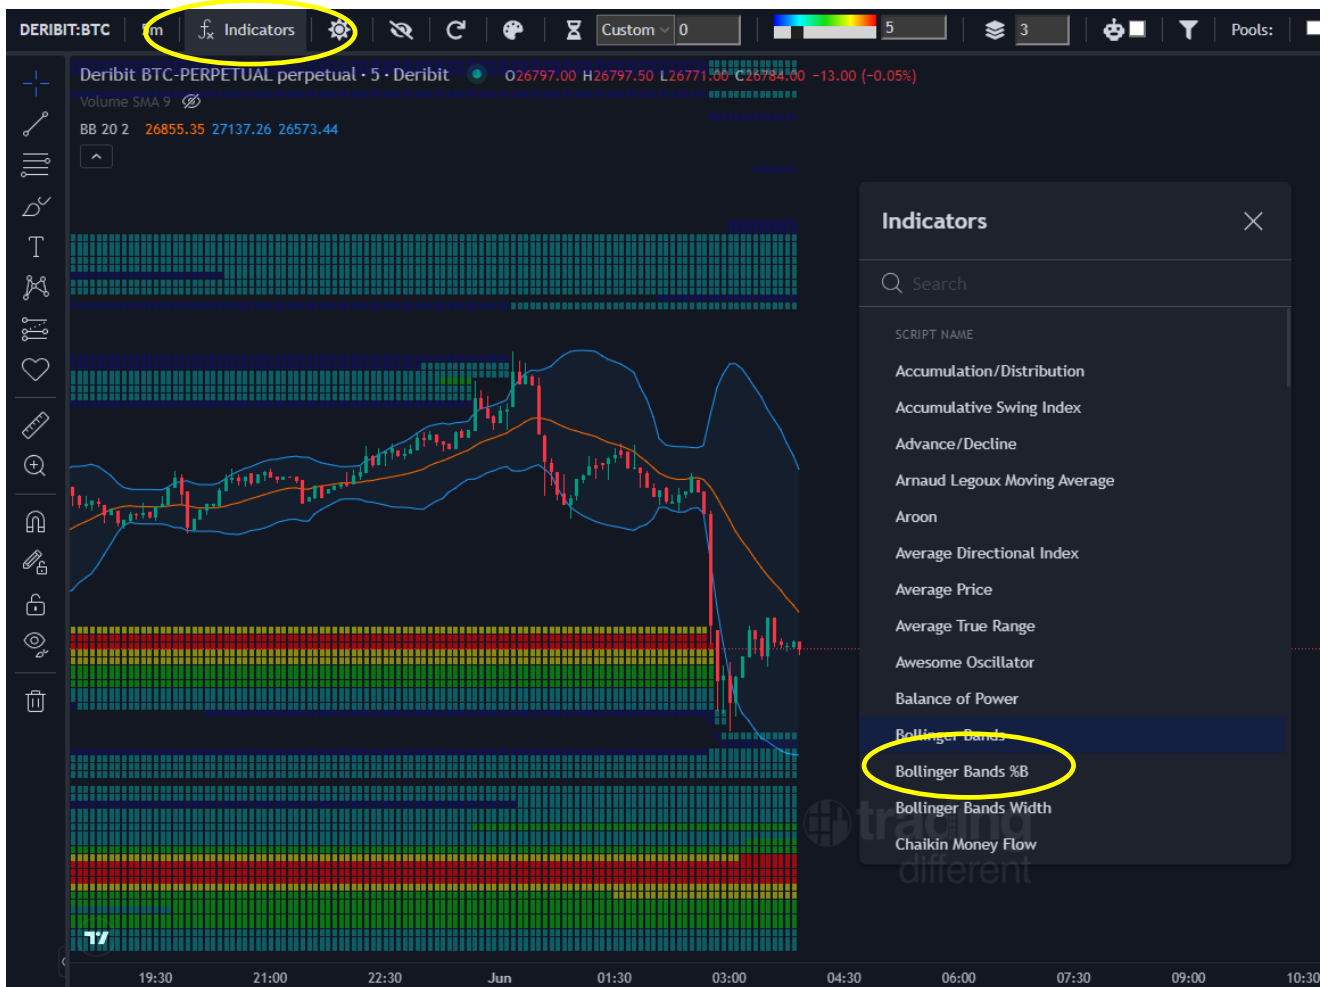 DERIBIT:BTC
Indicators
Custom 0
5
3
Pools:
Deribit BTC-PERPETUAL perpetual · 5 · Deribit O26797.00 H26797.50 L26771.00 C26784.00 −13.00 (−0.05%)
Volume SMA 9
BB 20 2 26855.35 27137.26 26573.44
Indicators
Search
SCRIPT NAME
Accumulation/Distribution
Accumulative Swing Index
Advance/Decline
Arnaud Legoux Moving Average
Aroon
Average Directional Index
Average Price
Average True Range
Awesome Oscillator
Balance of Power
Bollinger Bands
Bollinger Bands %B
Bollinger Bands Width
Chaikin Money Flow
trading
different
19:30 21:00 22:30 Jun 01:30 03:00 04:30 06:00 07:30 09:00 10:30